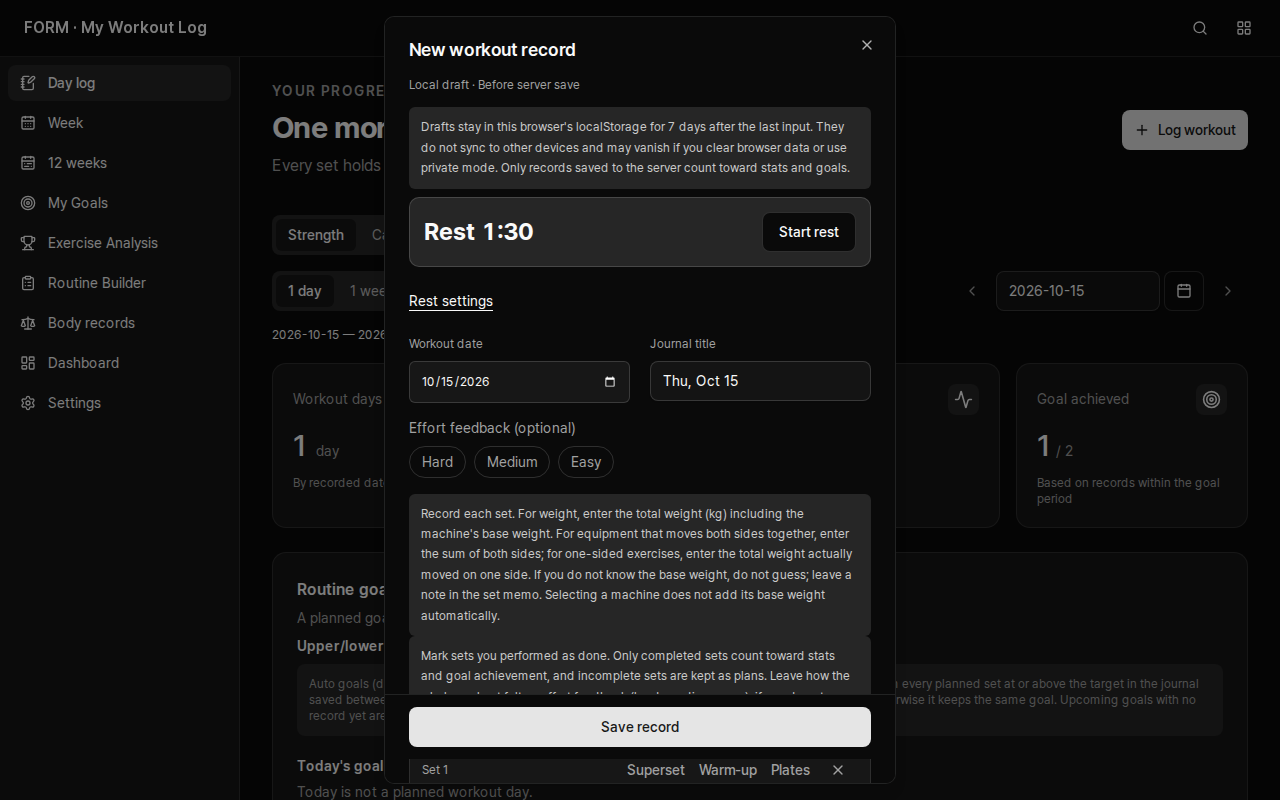 FORM · My Workout Log
Day log
Week
12 weeks
My Goals
Exercise Analysis
Routine Builder
Body records
Dashboard
Settings
YOUR PROGRE
One mor
Every set holds
Log workout
Strength
Ca
1 day
1 wee
2026-10-15
2026-10-15 — 2026
Workout days
1 day
By recorded date
Goal achieved
1 / 2
Based on records within the goal
period
Routine goa
A planned goa
Upper/lower
Auto goals (d
saved betwee
record yet are
every planned set at or above the target in the journal
rwise it keeps the same goal. Upcoming goals with no
Today's goal
Today is not a planned workout day.
New workout record
Local draft · Before server save
Drafts stay in this browser's localStorage for 7 days after the last input. They
do not sync to other devices and may vanish if you clear browser data or use
private mode. Only records saved to the server count toward stats and goals.
Rest 1:30
Start rest
Rest settings
Workout date
Journal title
10/15/2026
Thu, Oct 15
Effort feedback (optional)
Hard
Medium
Easy
Record each set. For weight, enter the total weight (kg) including the
machine's base weight. For equipment that moves both sides together, enter
the sum of both sides; for one-sided exercises, enter the total weight actually
moved on one side. If you do not know the base weight, do not guess; leave a
note in the set memo. Selecting a machine does not add its base weight
automatically.
Mark sets you performed as done. Only completed sets count toward stats
and goal achievement, and incomplete sets are kept as plans. Leave how the
Save record
Set 1
Superset
Warm-up
Plates